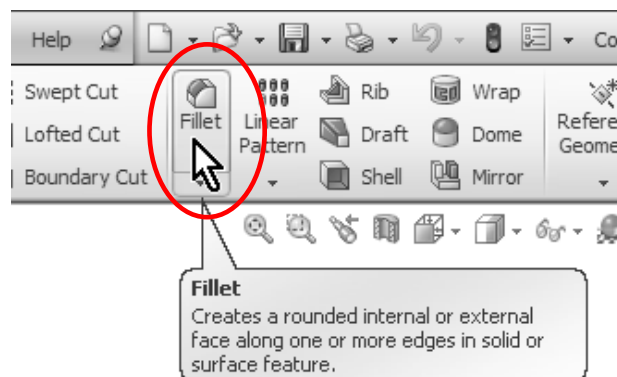 Help
Co
Swept Cut
Fillet
Linear
Pattern
Rib
Wrap
Lofted Cut
Draft
Dome
Refere
Geome
Boundary Cut
Shell
Mirror
Fillet
Creates a rounded internal or external
face along one or more edges in solid or
surface feature.